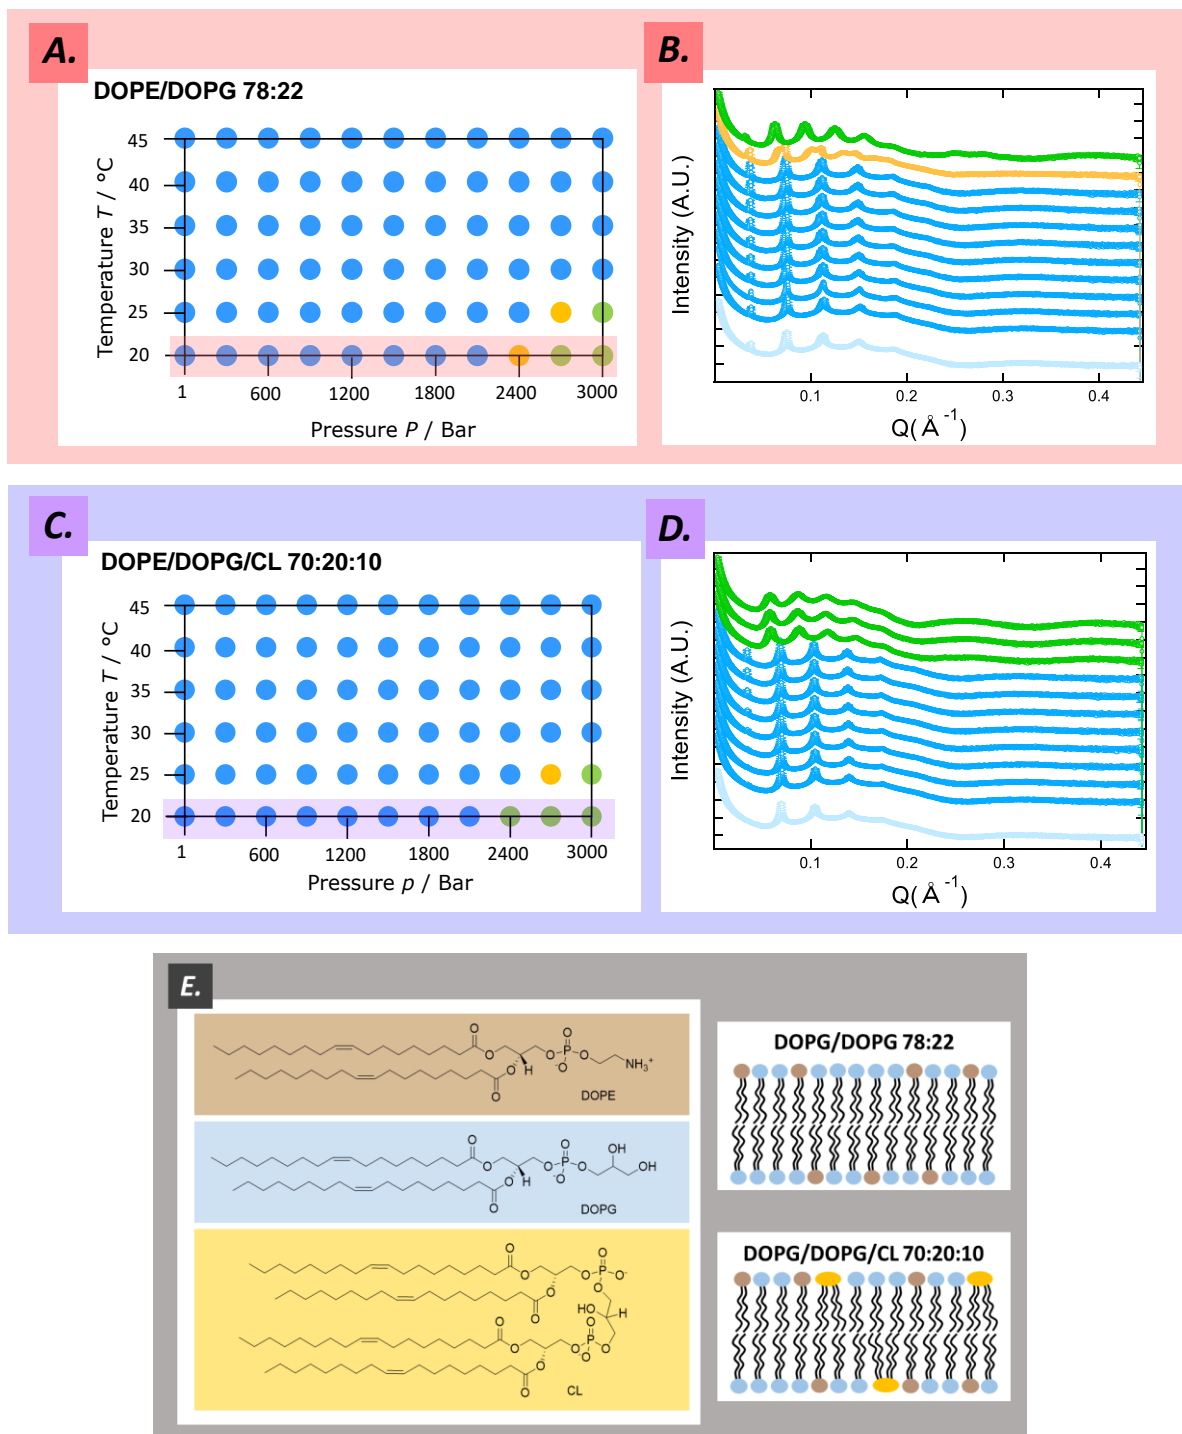 A.
DOPE/DOPG 78:22
Temperature T / °C
45
40
35
30
25
20
1 600 1200 1800 2400 3000
Pressure P / Bar
B.
Intensity (A.U.)
0.1 0.2 0.3 0.4
Q(Å⁻¹)
C.
DOPE/DOPG/CL 70:20:10
Temperature T / °C
45
40
35
30
25
20
1 600 1200 1800 2400 3000
Pressure p / Bar
D.
Intensity (A.U.)
0.1 0.2 0.3 0.4
Q(Å⁻¹)
E.
O
O
O P O
O ⁻O NH₃⁺
H
O
DOPE
O
O
O P O
O ⁻O OH
OH
H
O
DOPG
O
O
O
O P O⁻
O
O
HO H
O
O
O
O P O
O O
O
CL
DOPG/DOPG 78:22
DOPG/DOPG/CL 70:20:10